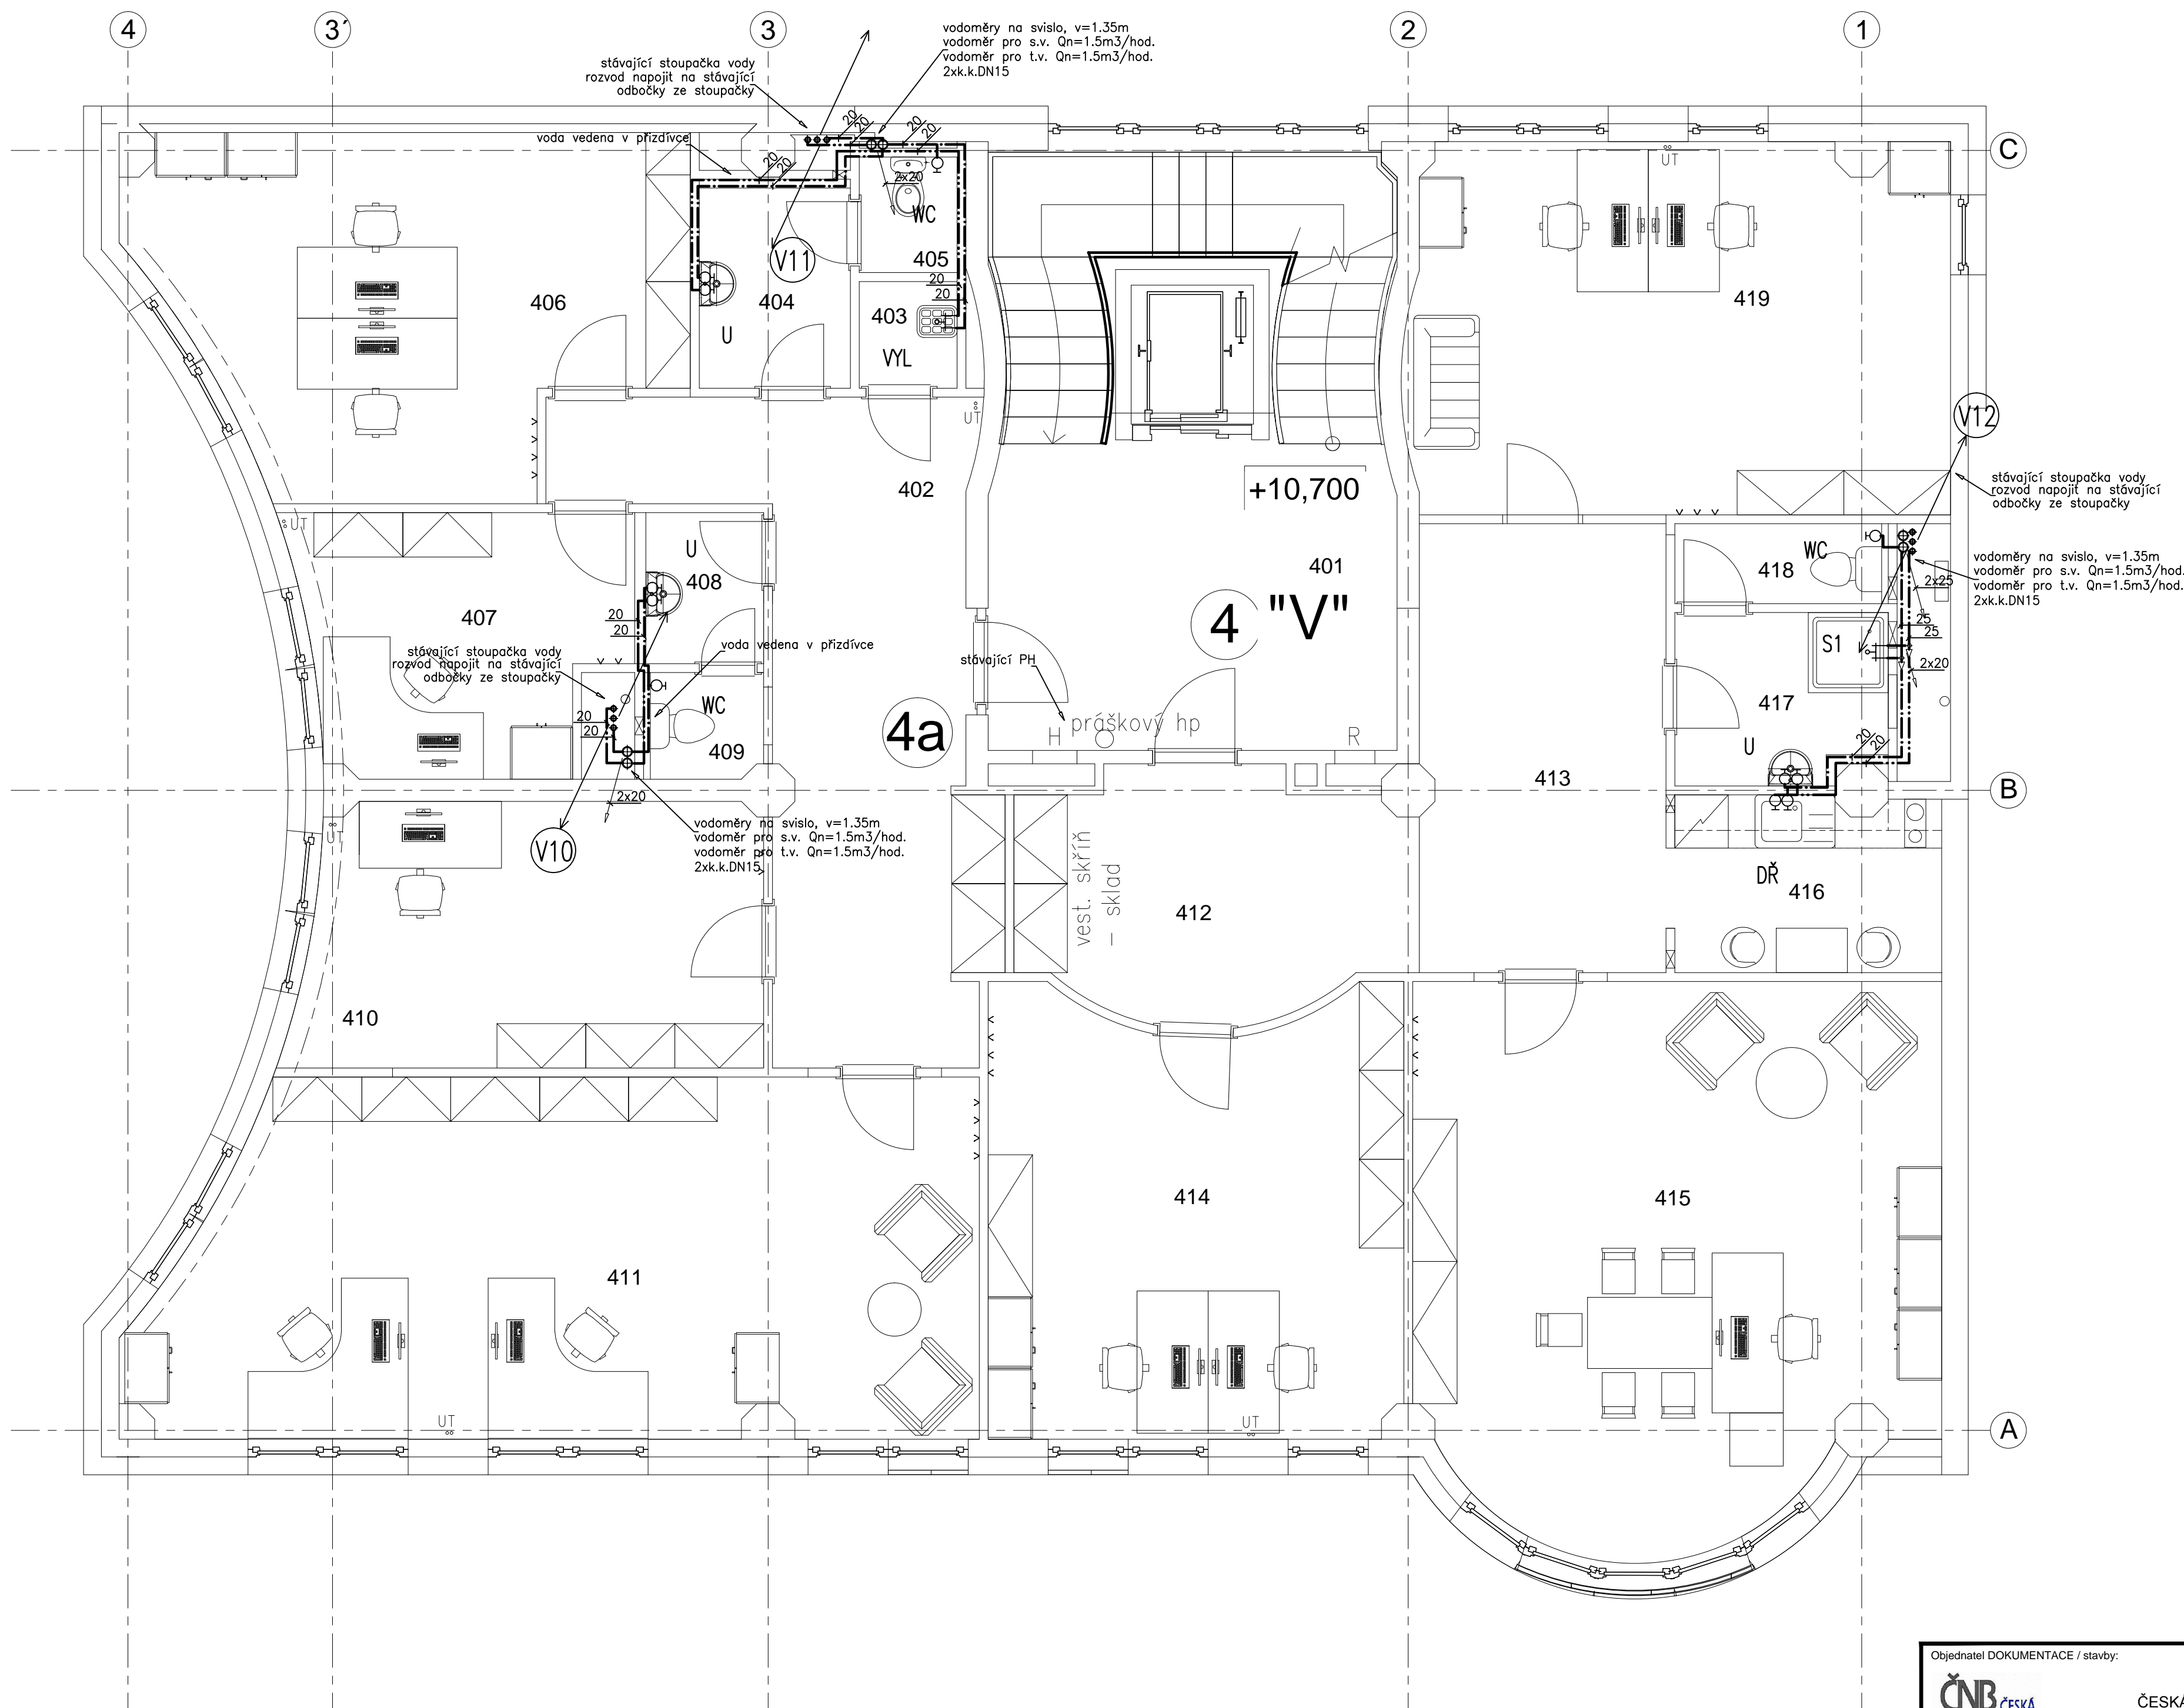 4
3´
3
2
1
vodoměry na svislo, v=1.35m
vodoměr pro s.v. Qn=1.5m3/hod.
vodoměr pro t.v. Qn=1.5m3/hod.
2xk.k.DN15
stávající stoupačka vody
rozvod napojit na stávající
odbočky ze stoupačky
voda vedena v přizdívce
20
20
20
20
20
20
2x20
WC
C
UT
V11
405
20
20
404
403
406
U
VYL
419
UT
V12
402
+10,700
stávající stoupačka vody
rozvod napojit na stávající
odbočky ze stoupačky
UT
U
408
401
WC
418
vodoměry na svislo, v=1.35m
vodoměr pro s.v. Qn=1.5m3/hod.
vodoměr pro t.v. Qn=1.5m3/hod.
2xk.k.DN15
2x25
407
20
20
4 "V"
25
25
stávající stoupačka vody
rozvod napojit na stávající
odbočky ze stoupačky
voda vedena v přizdívce
stávající PH
S1
2x20
417
WC
20
20
409
4a
H
práškový hp
R
U
20
20
413
B
2x20
UT
V10
vodoměry na svislo, v=1.35m
vodoměr pro s.v. Qn=1.5m3/hod.
vodoměr pro t.v. Qn=1.5m3/hod.
2xk.k.DN15
vest. skříň
– sklad
DŘ
416
412
410
414
415
411
UT
UT
A
Objednatel DOKUMENTACE / stavby:
ČNB ČESKÁ
ČESKÁ